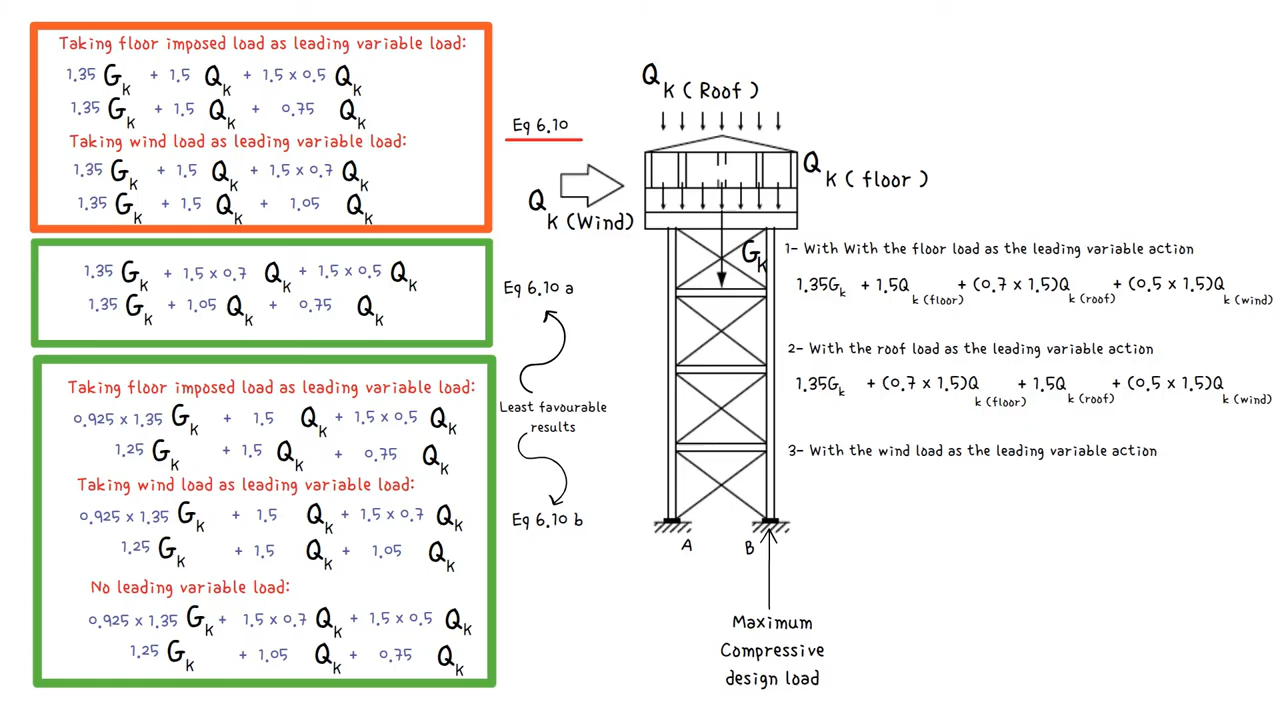 Taking floor imposed load as leading variable load:
1.35 Gk + 1.5 Qk + 1.5 x 0.5 Qk
1.35 Gk + 1.5 Qk + 0.75 Qk
Taking wind load as leading variable load:
1.35 Gk + 1.5 Qk + 1.5 x 0.7 Qk
1.35 Gk + 1.5 Qk + 1.05 Qk
Eq 6.10
1.35 Gk + 1.5 x 0.7 Qk + 1.5 x 0.5 Qk
1.35 Gk + 1.05 Qk + 0.75 Qk
Eq 6.10 a
Least favourable
results
Eq 6.10 b
Taking floor imposed load as leading variable load:
0.925 x 1.35 Gk + 1.5 Qk + 1.5 x 0.5 Qk
1.25 Gk + 1.5 Qk + 0.75 Qk
Taking wind load as leading variable load:
0.925 x 1.35 Gk + 1.5 Qk + 1.5 x 0.7 Qk
1.25 Gk + 1.5 Qk + 1.05 Qk
No leading variable load:
0.925 x 1.35 Gk + 1.5 x 0.7 Qk + 1.5 x 0.5 Qk
1.25 Gk + 1.05 Qk + 0.75 Qk
Qk (Roof)
Qk (floor)
Qk (Wind)
Gk
A
B
Maximum
Compressive
design load
1- With With the floor load as the leading variable action
1.35Gk + 1.5Qk (floor) + (0.7 x 1.5)Qk (roof) + (0.5 x 1.5)Qk (wind)
2- With the roof load as the leading variable action
1.35Gk + (0.7 x 1.5)Qk (floor) + 1.5Qk (roof) + (0.5 x 1.5)Qk (wind)
3- With the wind load as the leading variable action